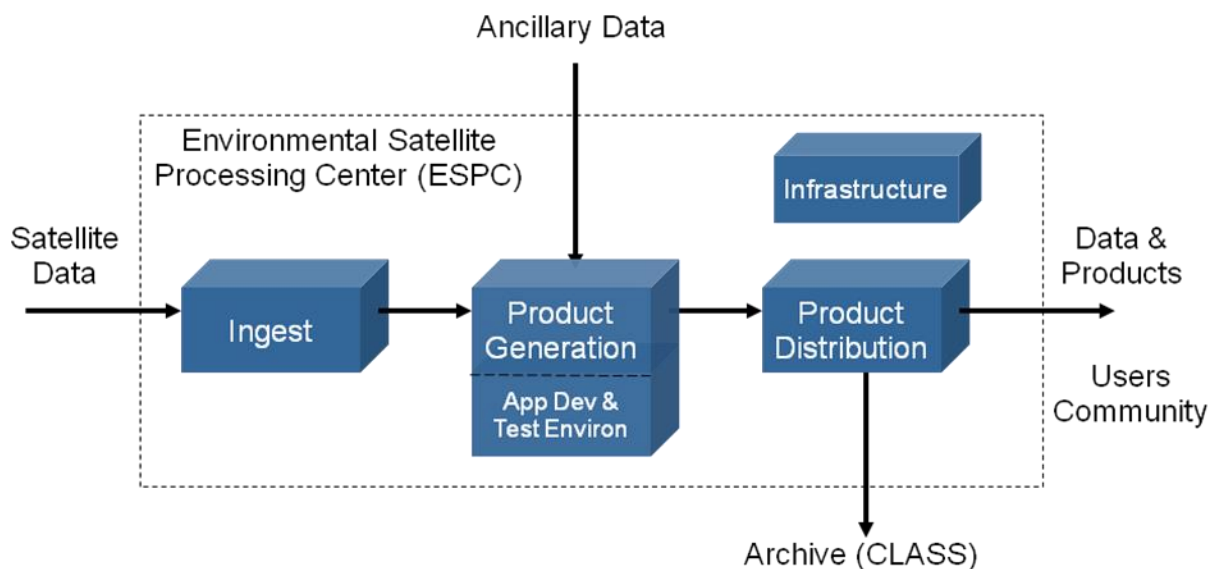 Ancillary Data
Environmental Satellite
Processing Center (ESPC)
Infrastructure
Satellite
Data
Data &
Products
Ingest
Product
Generation
App Dev &
Test Environ
Product
Distribution
Users
Community
Archive (CLASS)